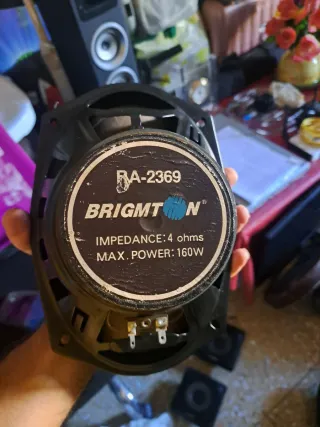 RA-2369
BRIGMTON®
IMPEDANCE: 4 ohms
MAX. POWER: 160W